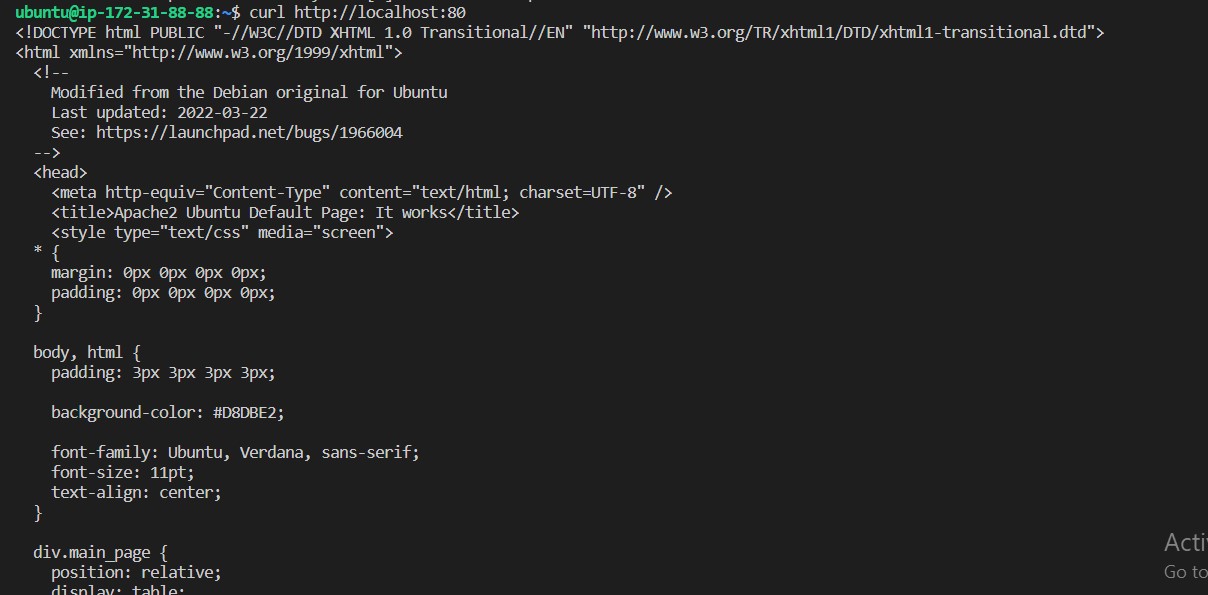 ubuntu@ip-172-31-88-88:~$ curl http://localhost:80
<!DOCTYPE html PUBLIC "-//W3C//DTD XHTML 1.0 Transitional//EN" "http://www.w3.org/TR/xhtml1/DTD/xhtml1-transitional.dtd">
<html xmlns="http://www.w3.org/1999/xhtml">
  <!--
    Modified from the Debian original for Ubuntu
    Last updated: 2022-03-22
    See: https://launchpad.net/bugs/1966004
  -->
  <head>
    <meta http-equiv="Content-Type" content="text/html; charset=UTF-8" />
    <title>Apache2 Ubuntu Default Page: It works</title>
    <style type="text/css" media="screen">
  * {
    margin: 0px 0px 0px 0px;
    padding: 0px 0px 0px 0px;
  }

  body, html {
    padding: 3px 3px 3px 3px;

    background-color: #D8DBE2;

    font-family: Ubuntu, Verdana, sans-serif;
    font-size: 11pt;
    text-align: center;
  }

  div.main_page {
    position: relative;
    display: table;
Acti
Go to